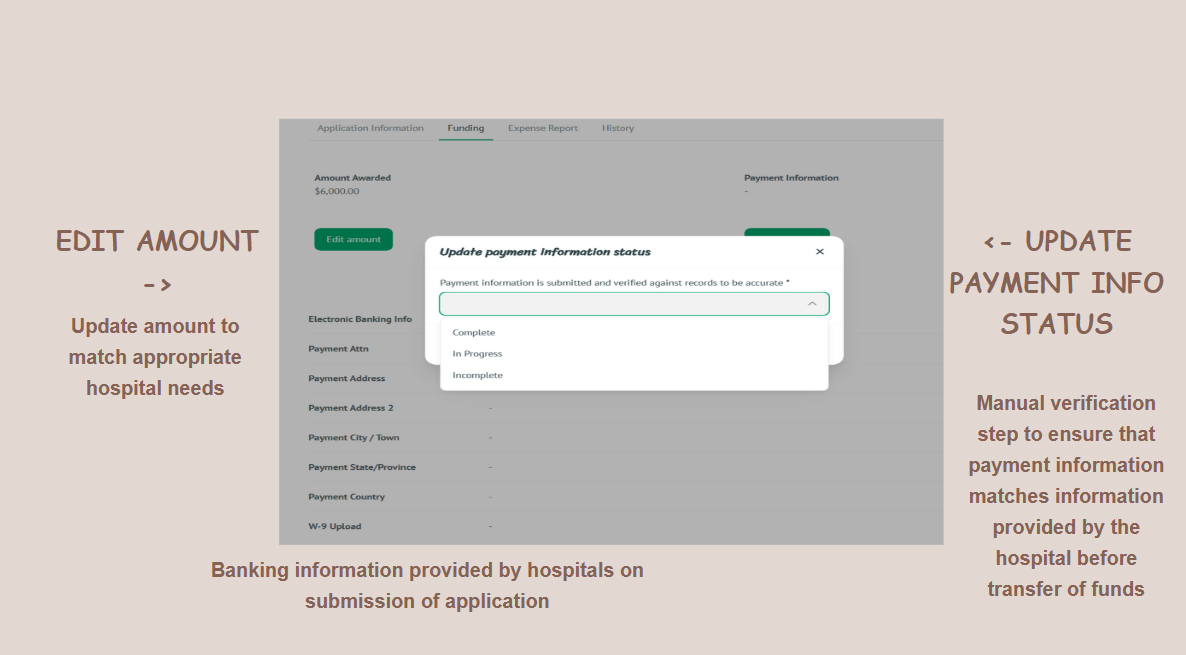 Application Information Funding Expense Report History
Amount Awarded Payment Information
$6,000.00 -
Edit amount
Update payment information status ×
Payment information is submitted and verified against records to be accurate *
Complete
In Progress
Incomplete
Electronic Banking Info
Payment Attn
Payment Address
Payment Address 2 -
Payment City / Town -
Payment State/Province -
Payment Country -
W-9 Upload -
EDIT AMOUNT
->
Update amount to
match appropriate
hospital needs
<- UPDATE
PAYMENT INFO
STATUS
Manual verification
step to ensure that
payment information
matches information
provided by the
hospital before
transfer of funds
Banking information provided by hospitals on
submission of application